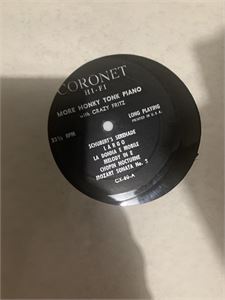 CORONET
HI-FI
MORE HONKY TONK PIANO
with CRAZY FRITZ
33⅓ RPM
LONG PLAYING
PRINTED IN U.S.A.
SCHUBERT'S SERENADE
LARGO
LA DONNA E MOBILE
MELODY IN E
CHOPIN NOCTURNE
MOZART SONATA No. 1
CX-80-A